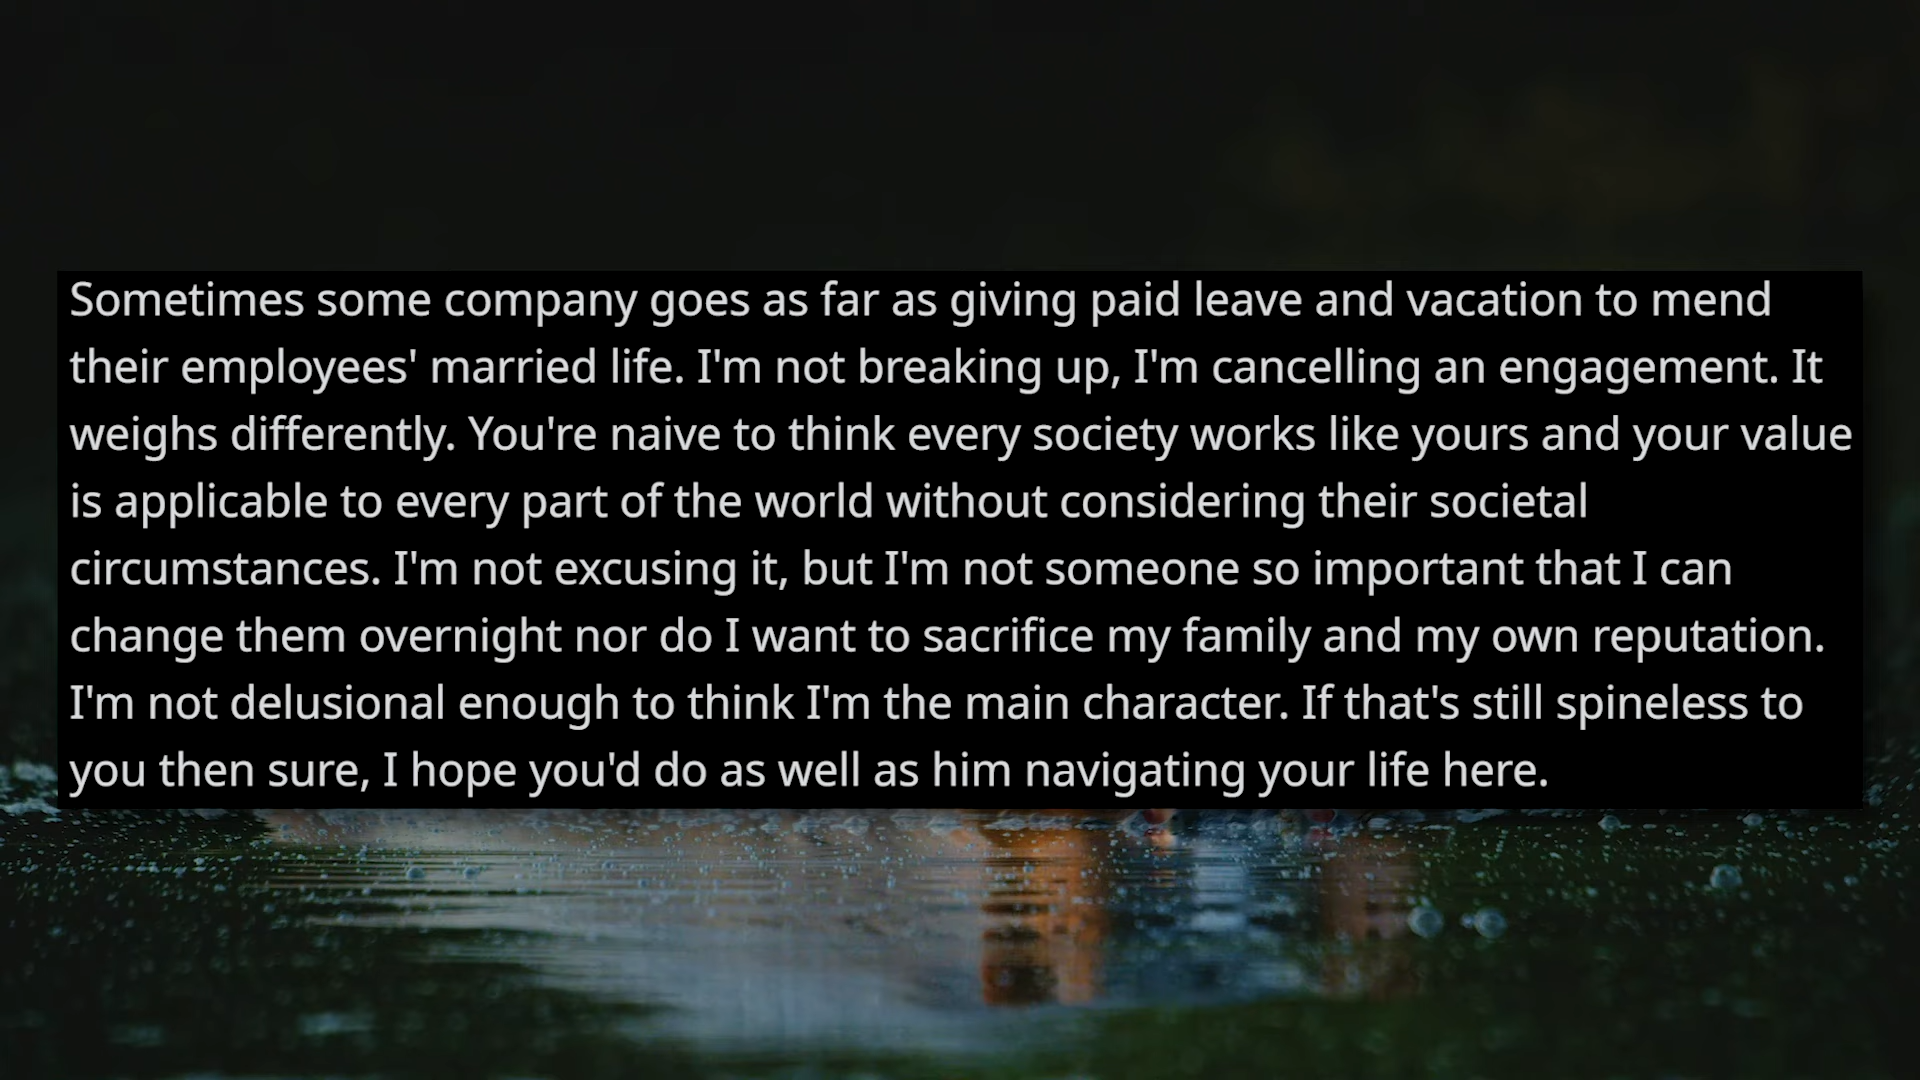 Sometimes some company goes as far as giving paid leave and vacation to mend
their employees' married life. I'm not breaking up, I'm cancelling an engagement. It
weighs differently. You're naive to think every society works like yours and your value
is applicable to every part of the world without considering their societal
circumstances. I'm not excusing it, but I'm not someone so important that I can
change them overnight nor do I want to sacrifice my family and my own reputation.
I'm not delusional enough to think I'm the main character. If that's still spineless to
you then sure, I hope you'd do as well as him navigating your life here.